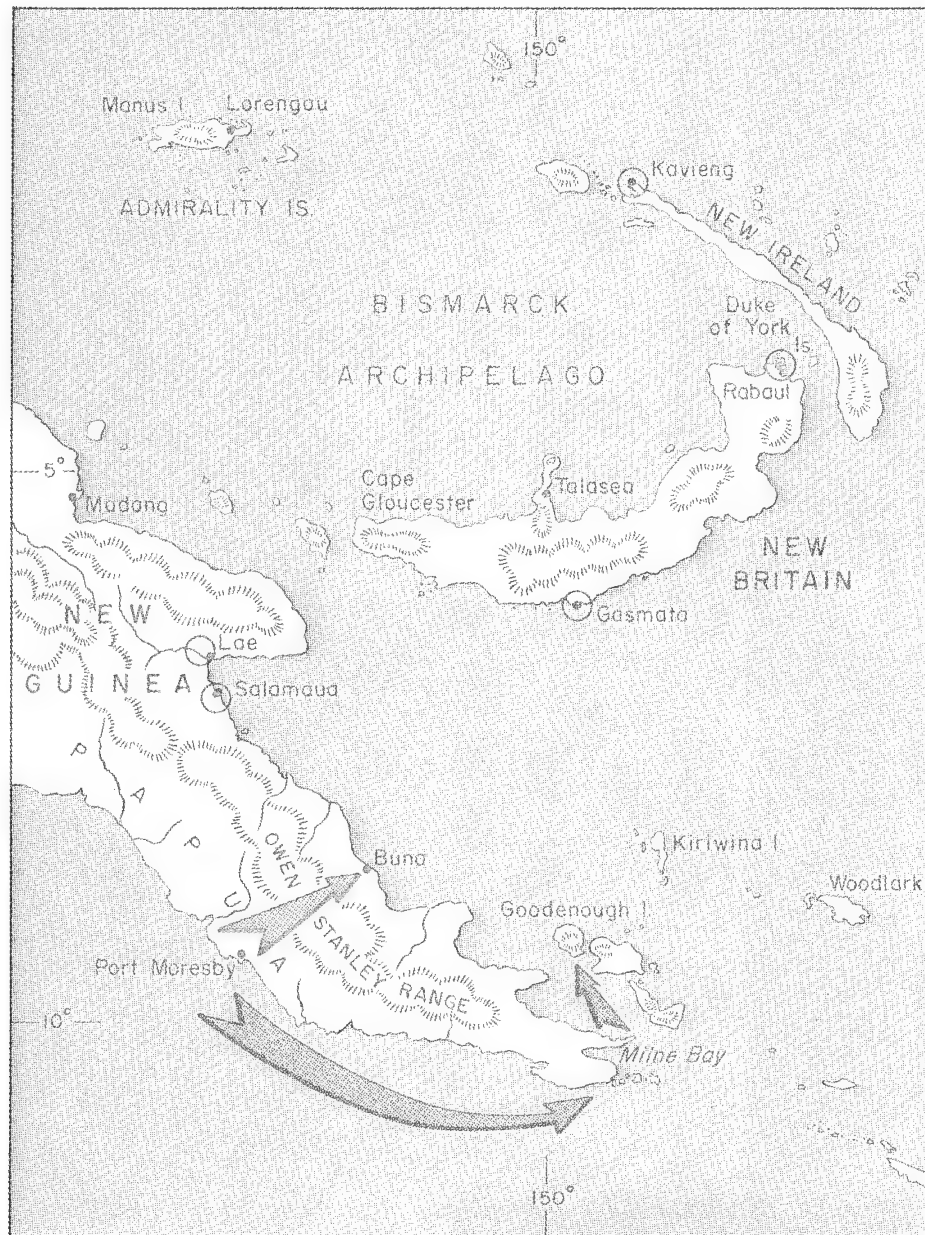 150°
Manus I. Lorengau
ADMIRALITY IS.
Kavieng
NEW IRELAND
BISMARCK
ARCHIPELAGO
Duke
of York
Is.
Rabaul
5°
Madang
Cape
Gloucester
Talasea
NEW
BRITAIN
Gasmata
NEW
GUINEA
Lae
Salamaua
PAPUA
OWEN
STANLEY RANGE
Buna
Kiriwina I.
Woodlark
Goodenough I.
Port Moresby
10°
Milne Bay
150°